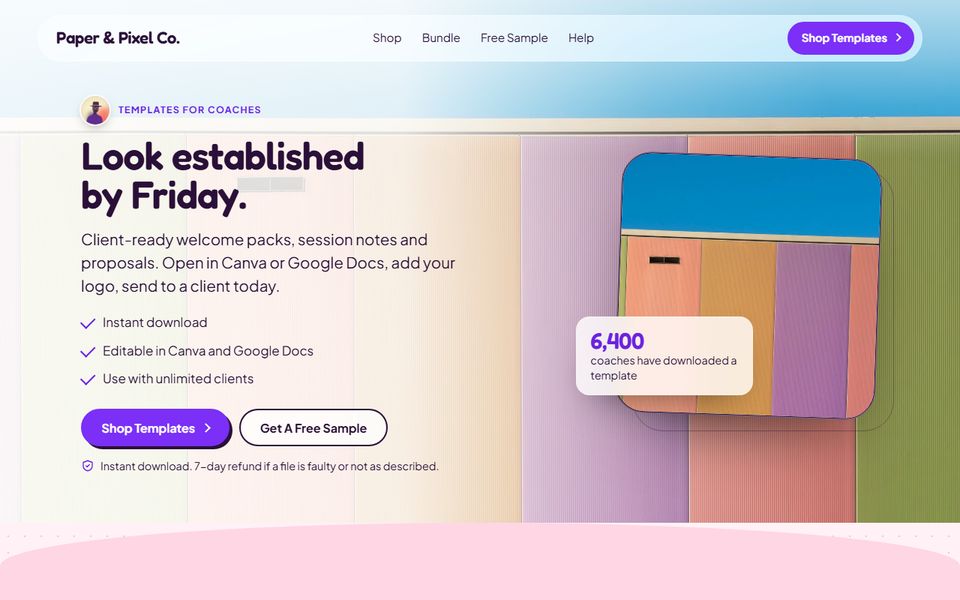 Paper & Pixel Co.
Shop
Bundle
Free Sample
Help
Shop Templates
TEMPLATES FOR COACHES
Look established
by Friday.
Client-ready welcome packs, session notes and
proposals. Open in Canva or Google Docs, add your
logo, send to a client today.
Instant download
Editable in Canva and Google Docs
Use with unlimited clients
Shop Templates
Get A Free Sample
Instant download. 7-day refund if a file is faulty or not as described.
6,400
coaches have downloaded a
template